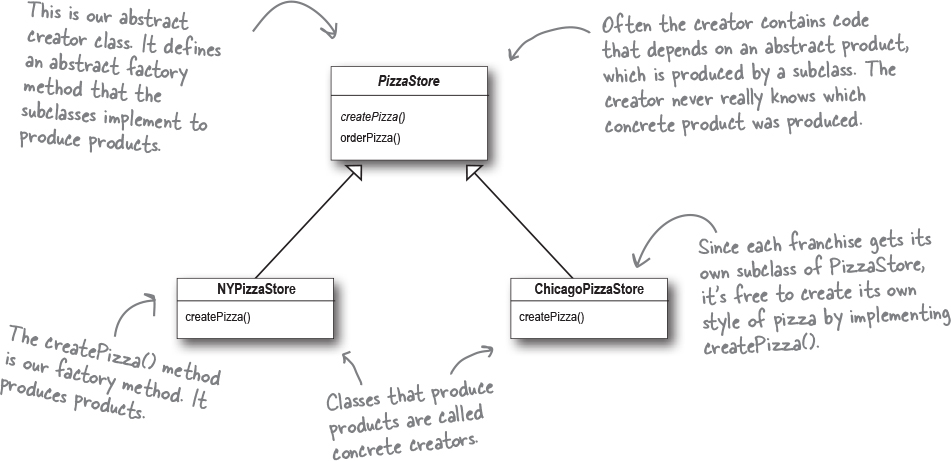 This is our abstract
creator class. It defines
an abstract factory
method that the
subclasses implement to
produce products.
Often the creator contains code
that depends on an abstract product,
which is produced by a subclass. The
creator never really knows which
concrete product was produced.
PizzaStore
createPizza()
orderPizza()
NYPizzaStore
createPizza()
ChicagoPizzaStore
createPizza()
Since each franchise gets its
own subclass of PizzaStore,
it's free to create its own
style of pizza by implementing
createPizza().
The createPizza() method
is our factory method. It
produces products.
Classes that produce
products are called
concrete creators.